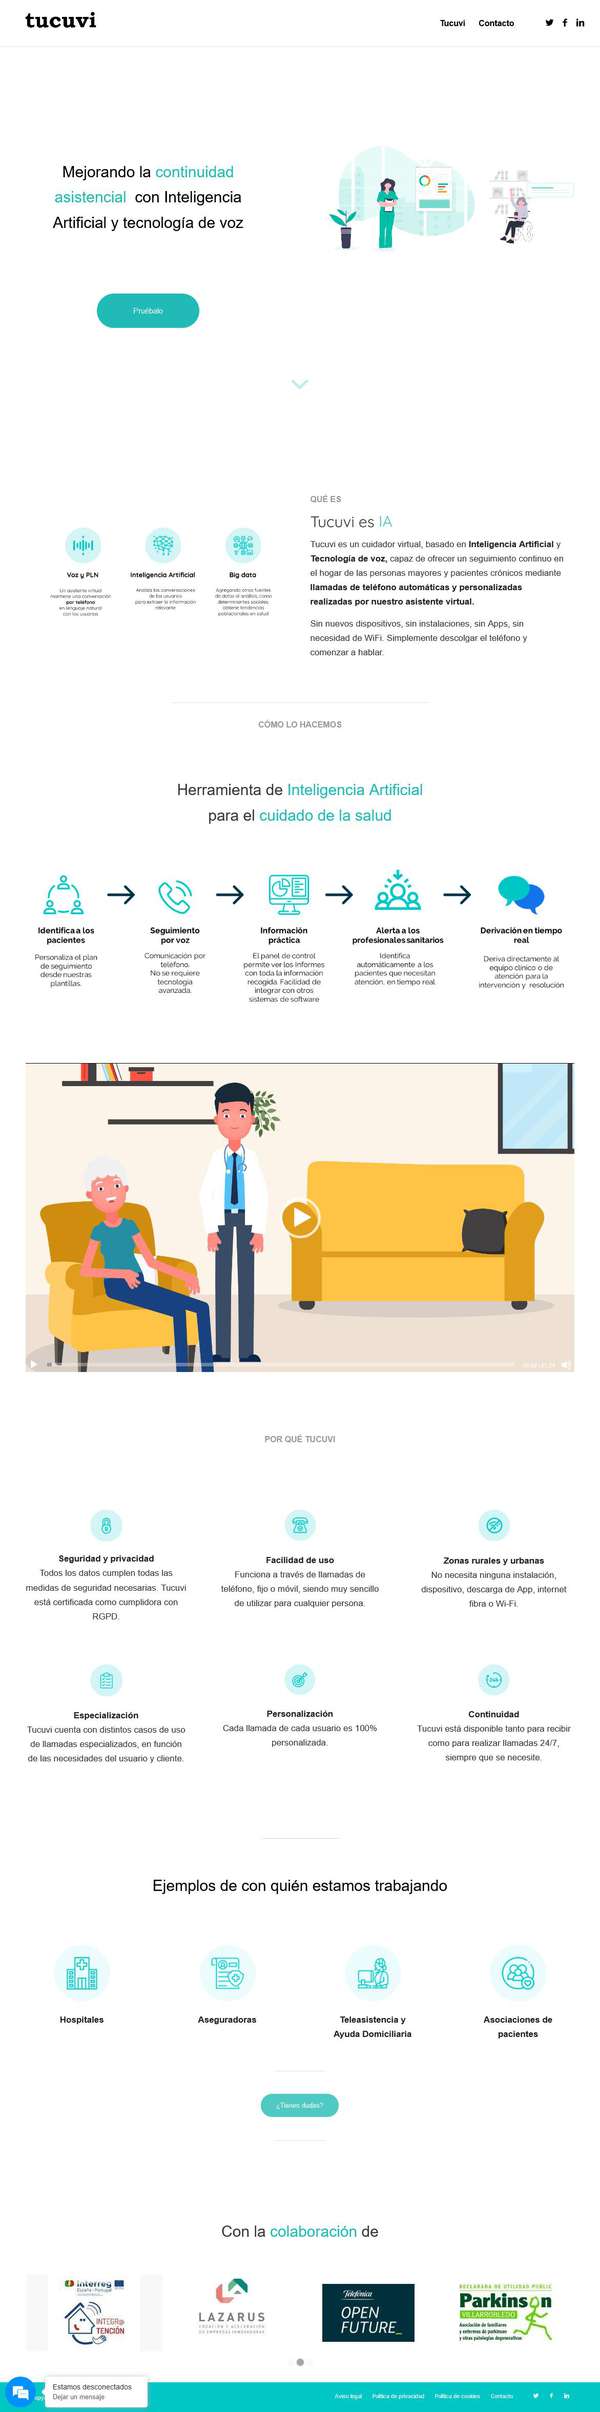 tucuvi
Tucuvi Contacto
Mejorando la continuidad
asistencial con Inteligencia
Artificial y tecnología de voz
Pruébalo
QUÉ ES
Tucuvi es IA
Tucuvi es un cuidador virtual, basado en Inteligencia Artificial y
Tecnología de voz, capaz de ofrecer un seguimiento continuo en
el hogar de las personas mayores y pacientes crónicos mediante
llamadas de teléfono automáticas y personalizadas
realizadas por nuestro asistente virtual.
Sin nuevos dispositivos, sin instalaciones, sin Apps, sin
necesidad de WiFi. Simplemente descolgar el teléfono y
comenzar a hablar.
Voz y PLN
Un asistente virtual
mantiene una conversación
por teléfono
en lenguaje natural
con los usuarios
Inteligencia Artificial
Analiza las conversaciones
de los usuarios
para extraer la información
relevante
Big data
Agregando otras fuentes
de datos al análisis, como
determinantes sociales,
obtiene tendencias
poblacionales en salud
CÓMO LO HACEMOS
Herramienta de Inteligencia Artificial
para el cuidado de la salud
Identifica a los
pacientes
Personaliza el plan
de seguimiento
desde nuestras
plantillas.
Seguimiento
por voz
Comunicación por
teléfono.
No se requiere
tecnología
avanzada.
Información
práctica
El panel de control
permite ver los informes
con toda la información
recogida. Facilidad de
integrar con otros
sistemas de software
Alerta a los
profesionales sanitarios
Identifica
automáticamente a los
pacientes que necesitan
atención, en tiempo real
Derivación en tiempo
real
Deriva directamente al
equipo clínico o de
atención para la
intervención y resolución
POR QUÉ TUCUVI
Seguridad y privacidad
Todos los datos cumplen todas las
medidas de seguridad necesarias. Tucuvi
está certificada como cumplidora con
RGPD.
Facilidad de uso
Funciona a través de llamadas de
teléfono, fijo o móvil, siendo muy sencillo
de utilizar para cualquier persona.
Zonas rurales y urbanas
No necesita ninguna instalación,
dispositivo, descarga de App, internet
fibra o Wi-Fi.
Especialización
Tucuvi cuenta con distintos casos de uso
de llamadas especializados, en función
de las necesidades del usuario y cliente.
Personalización
Cada llamada de cada usuario es 100%
personalizada.
24h
Continuidad
Tucuvi está disponible tanto para recibir
como para realizar llamadas 24/7,
siempre que se necesite.
Ejemplos de con quién estamos trabajando
Hospitales
Aseguradoras
Teleasistencia y
Ayuda Domiciliaria
Asociaciones de
pacientes
¿Tienes dudas?
Con la colaboración de
Interreg
España - Portugal
INTEGR@
TENCIÓN
LAZARUS
CREACIÓN Y ACELERACIÓN
DE EMPRESAS INNOVADORAS
Telefónica
OPEN
FUTURE_
DECLARADA DE UTILIDAD PÚBLICA
Parkinson
VILLARROBLEDO
Asociación de familiares
y enfermos de parkinson
y otras patologías degenerativas
Estamos desconectados
Dejar un mensaje
Aviso legal Política de privacidad Política de cookies Contacto